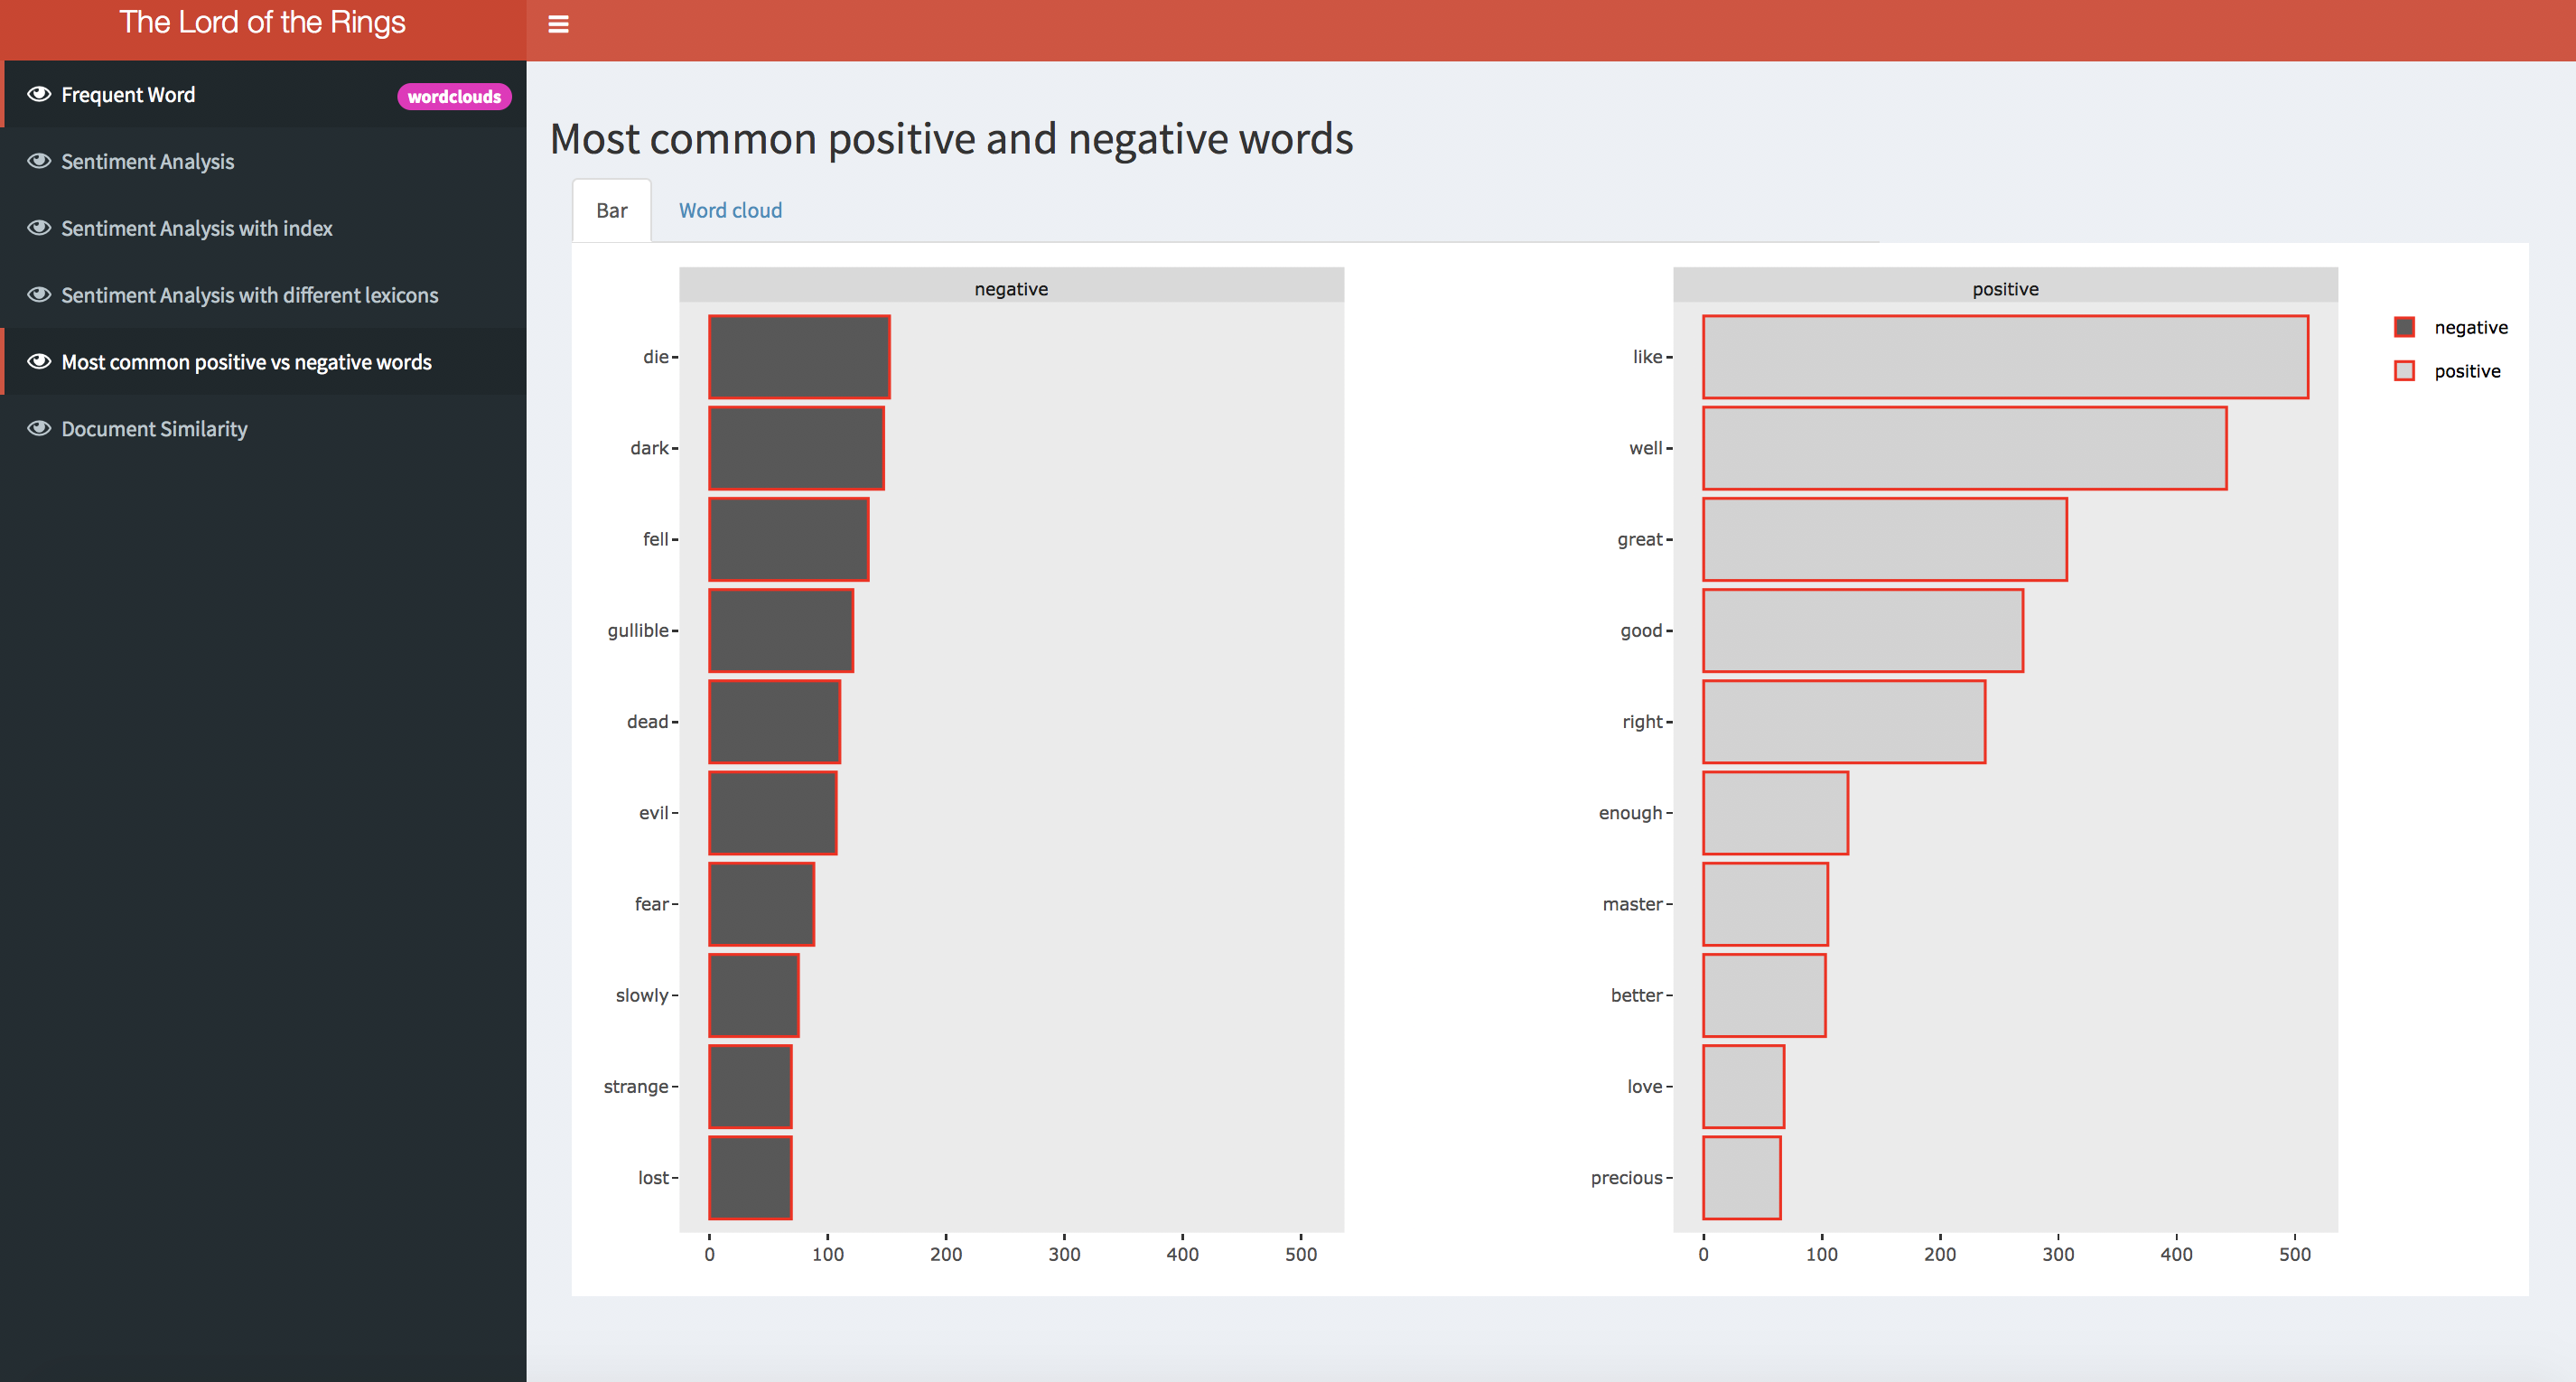 The Lord of the Rings
Frequent Word
wordclouds
Sentiment Analysis
Sentiment Analysis with index
Sentiment Analysis with different lexicons
Most common positive vs negative words
Document Similarity
Most common positive and negative words
Bar
Word cloud
negative
die
dark
fell
gullible
dead
evil
fear
slowly
strange
lost
0 100 200 300 400 500
positive
like
well
great
good
right
enough
master
better
love
precious
0 100 200 300 400 500
negative
positive